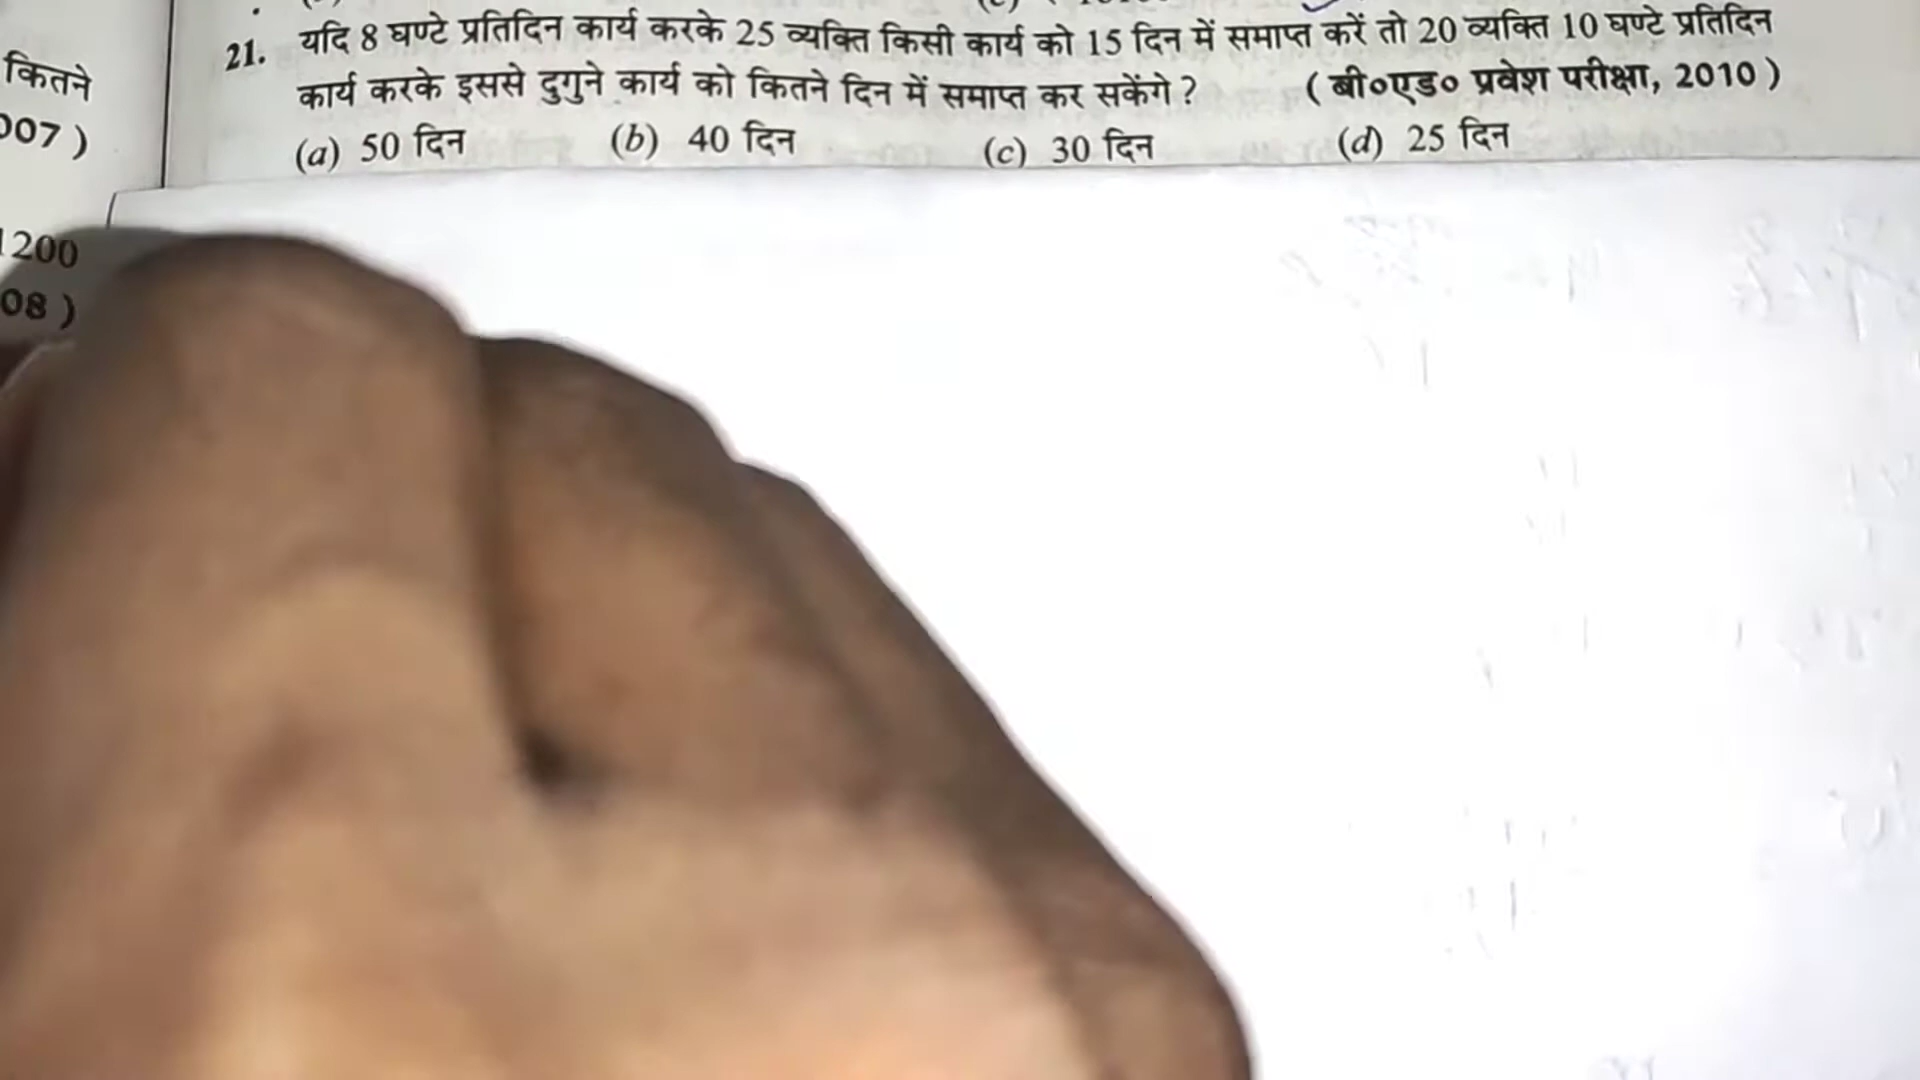 कितने
007 )
1200
08 )
21. यदि 8 घण्टे प्रतिदिन कार्य करके 25 व्यक्ति किसी कार्य को 15 दिन में समाप्त करें तो 20 व्यक्ति 10 घण्टे प्रतिदिन
कार्य करके इससे दुगुने कार्य को कितने दिन में समाप्त कर सकेंगे ? ( बी०एड० प्रवेश परीक्षा, 2010 )
(a) 50 दिन (b) 40 दिन (c) 30 दिन (d) 25 दिन